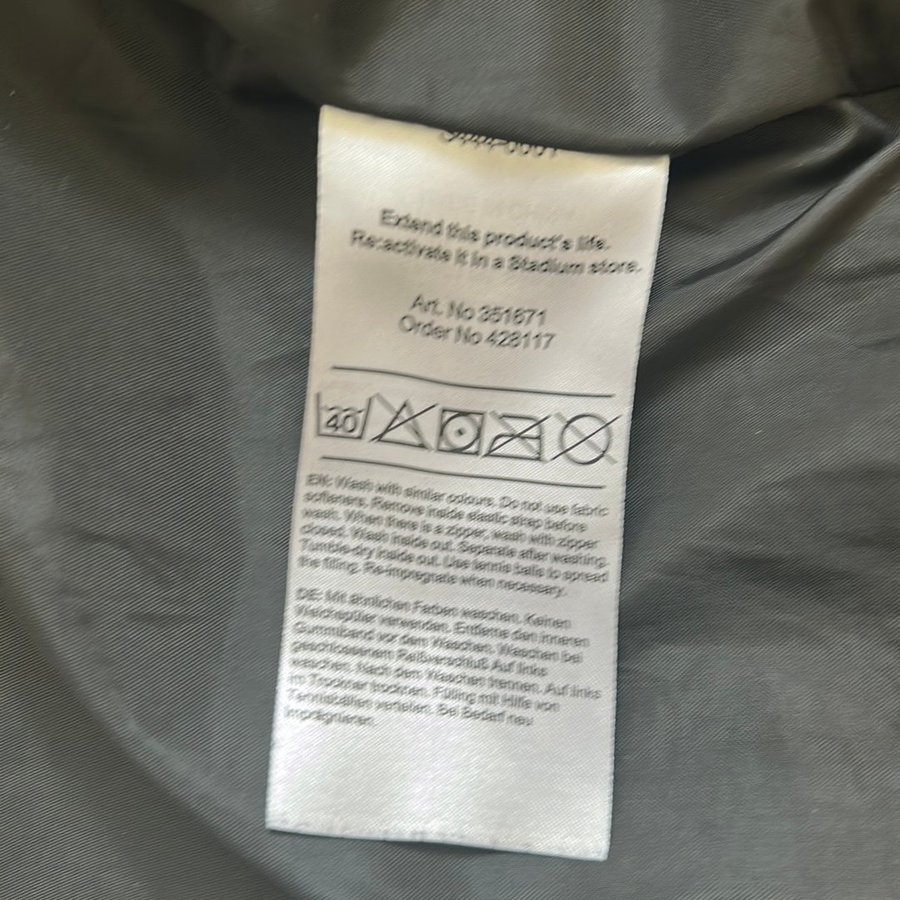 Extend this product's life.
Re:activate it in a Stadium store.
Art. No 351671
Order No 428117
40
EN: Wash with similar colours. Do not use fabric
softeners. Remove inside elastic strap before
wash. When there is a zipper, wash with zipper
closed. Wash inside out. Separate after washing.
Tumble-dry inside out. Use tennis balls to spread
the filling. Re-impregnate when necessary.
DE: Mit ähnlichen Farben waschen. Keinen
Weichspüler verwenden. Entferne den inneren
Gummiband vor dem Waschen. Waschen bei
geschlossenem Reißverschluß Auf links
waschen. Nach dem Waschen trennen. Auf links
im Trockner trocknen. Fülling mit Hilfe von
Tennisbällen verteilen. Bei Bedarf neu
imprägnieren.